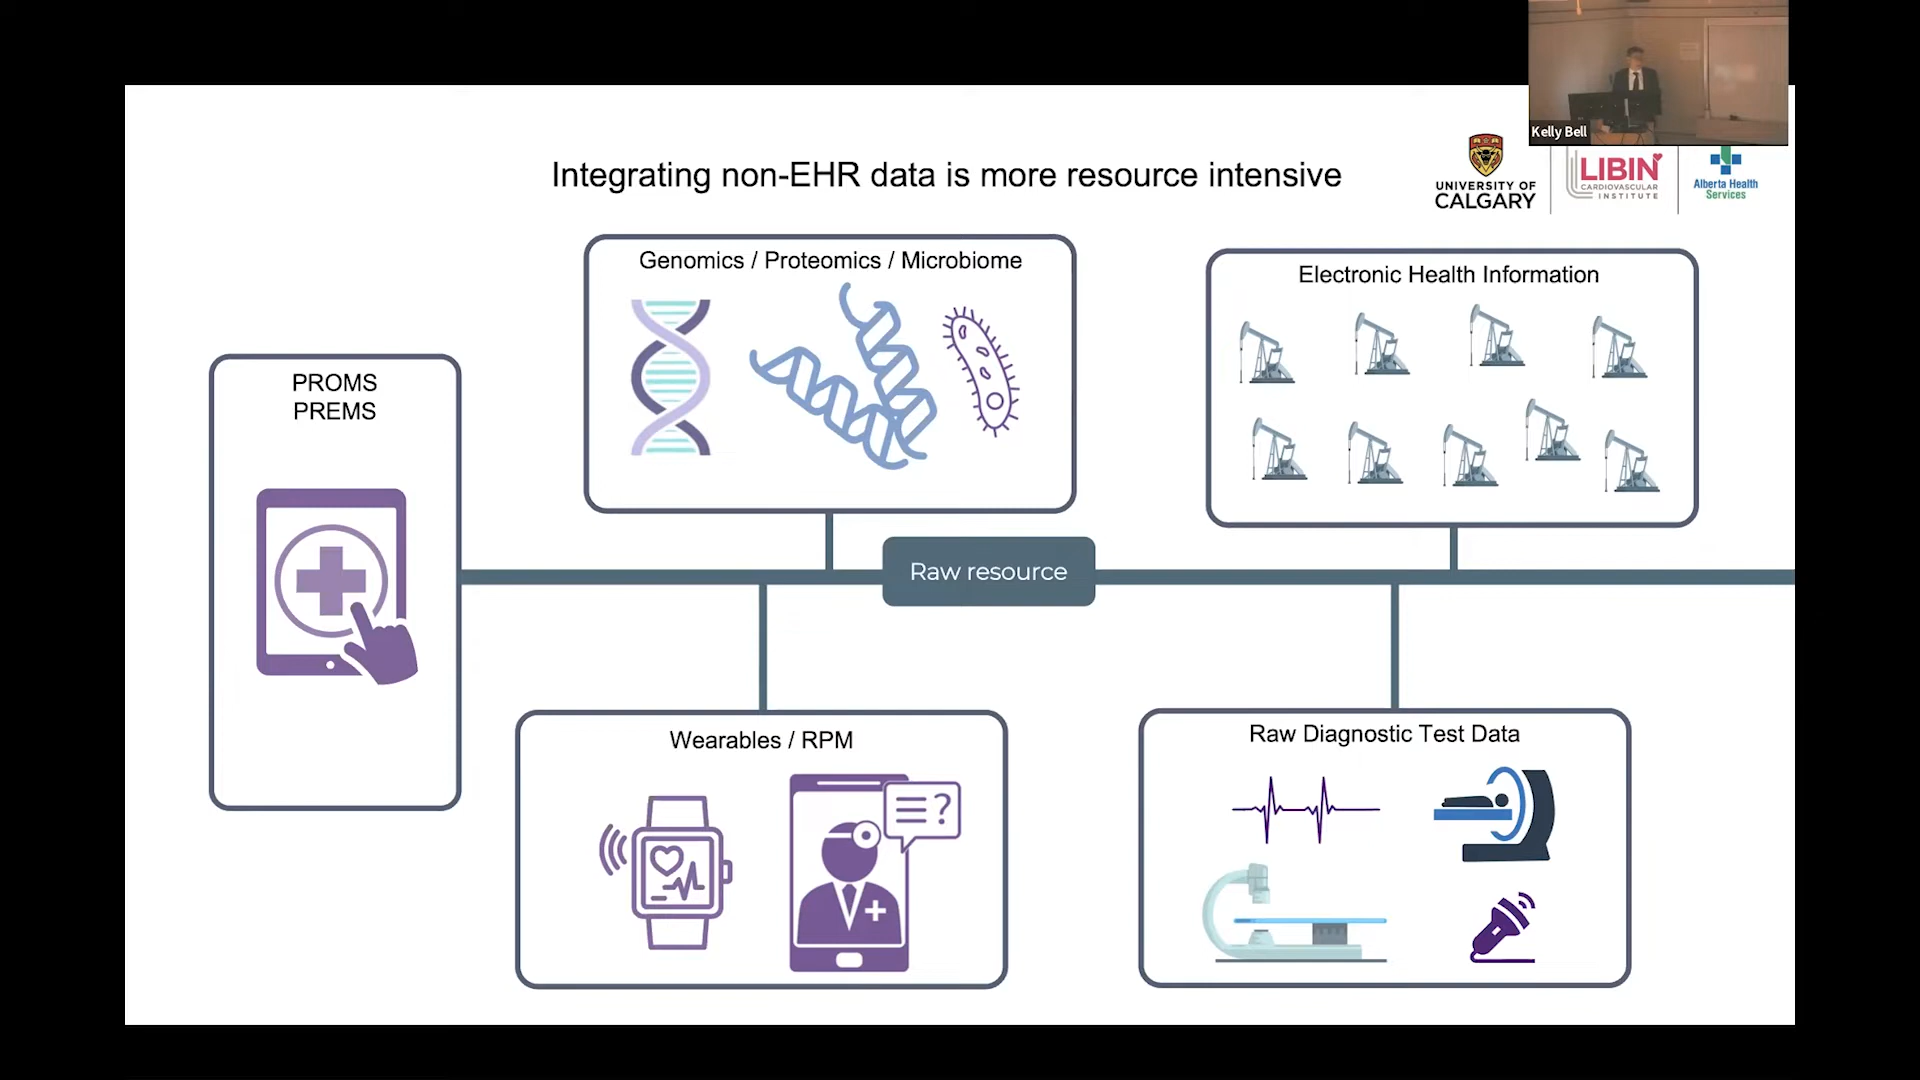 Kelly Bell
Integrating non-EHR data is more resource intensive
UNIVERSITY OF
CALGARY
LIBIN
CARDIOVASCULAR
INSTITUTE
Alberta Health
Services
Genomics / Proteomics / Microbiome
Electronic Health Information
PROMS
PREMS
Raw resource
Wearables / RPM
?
Raw Diagnostic Test Data